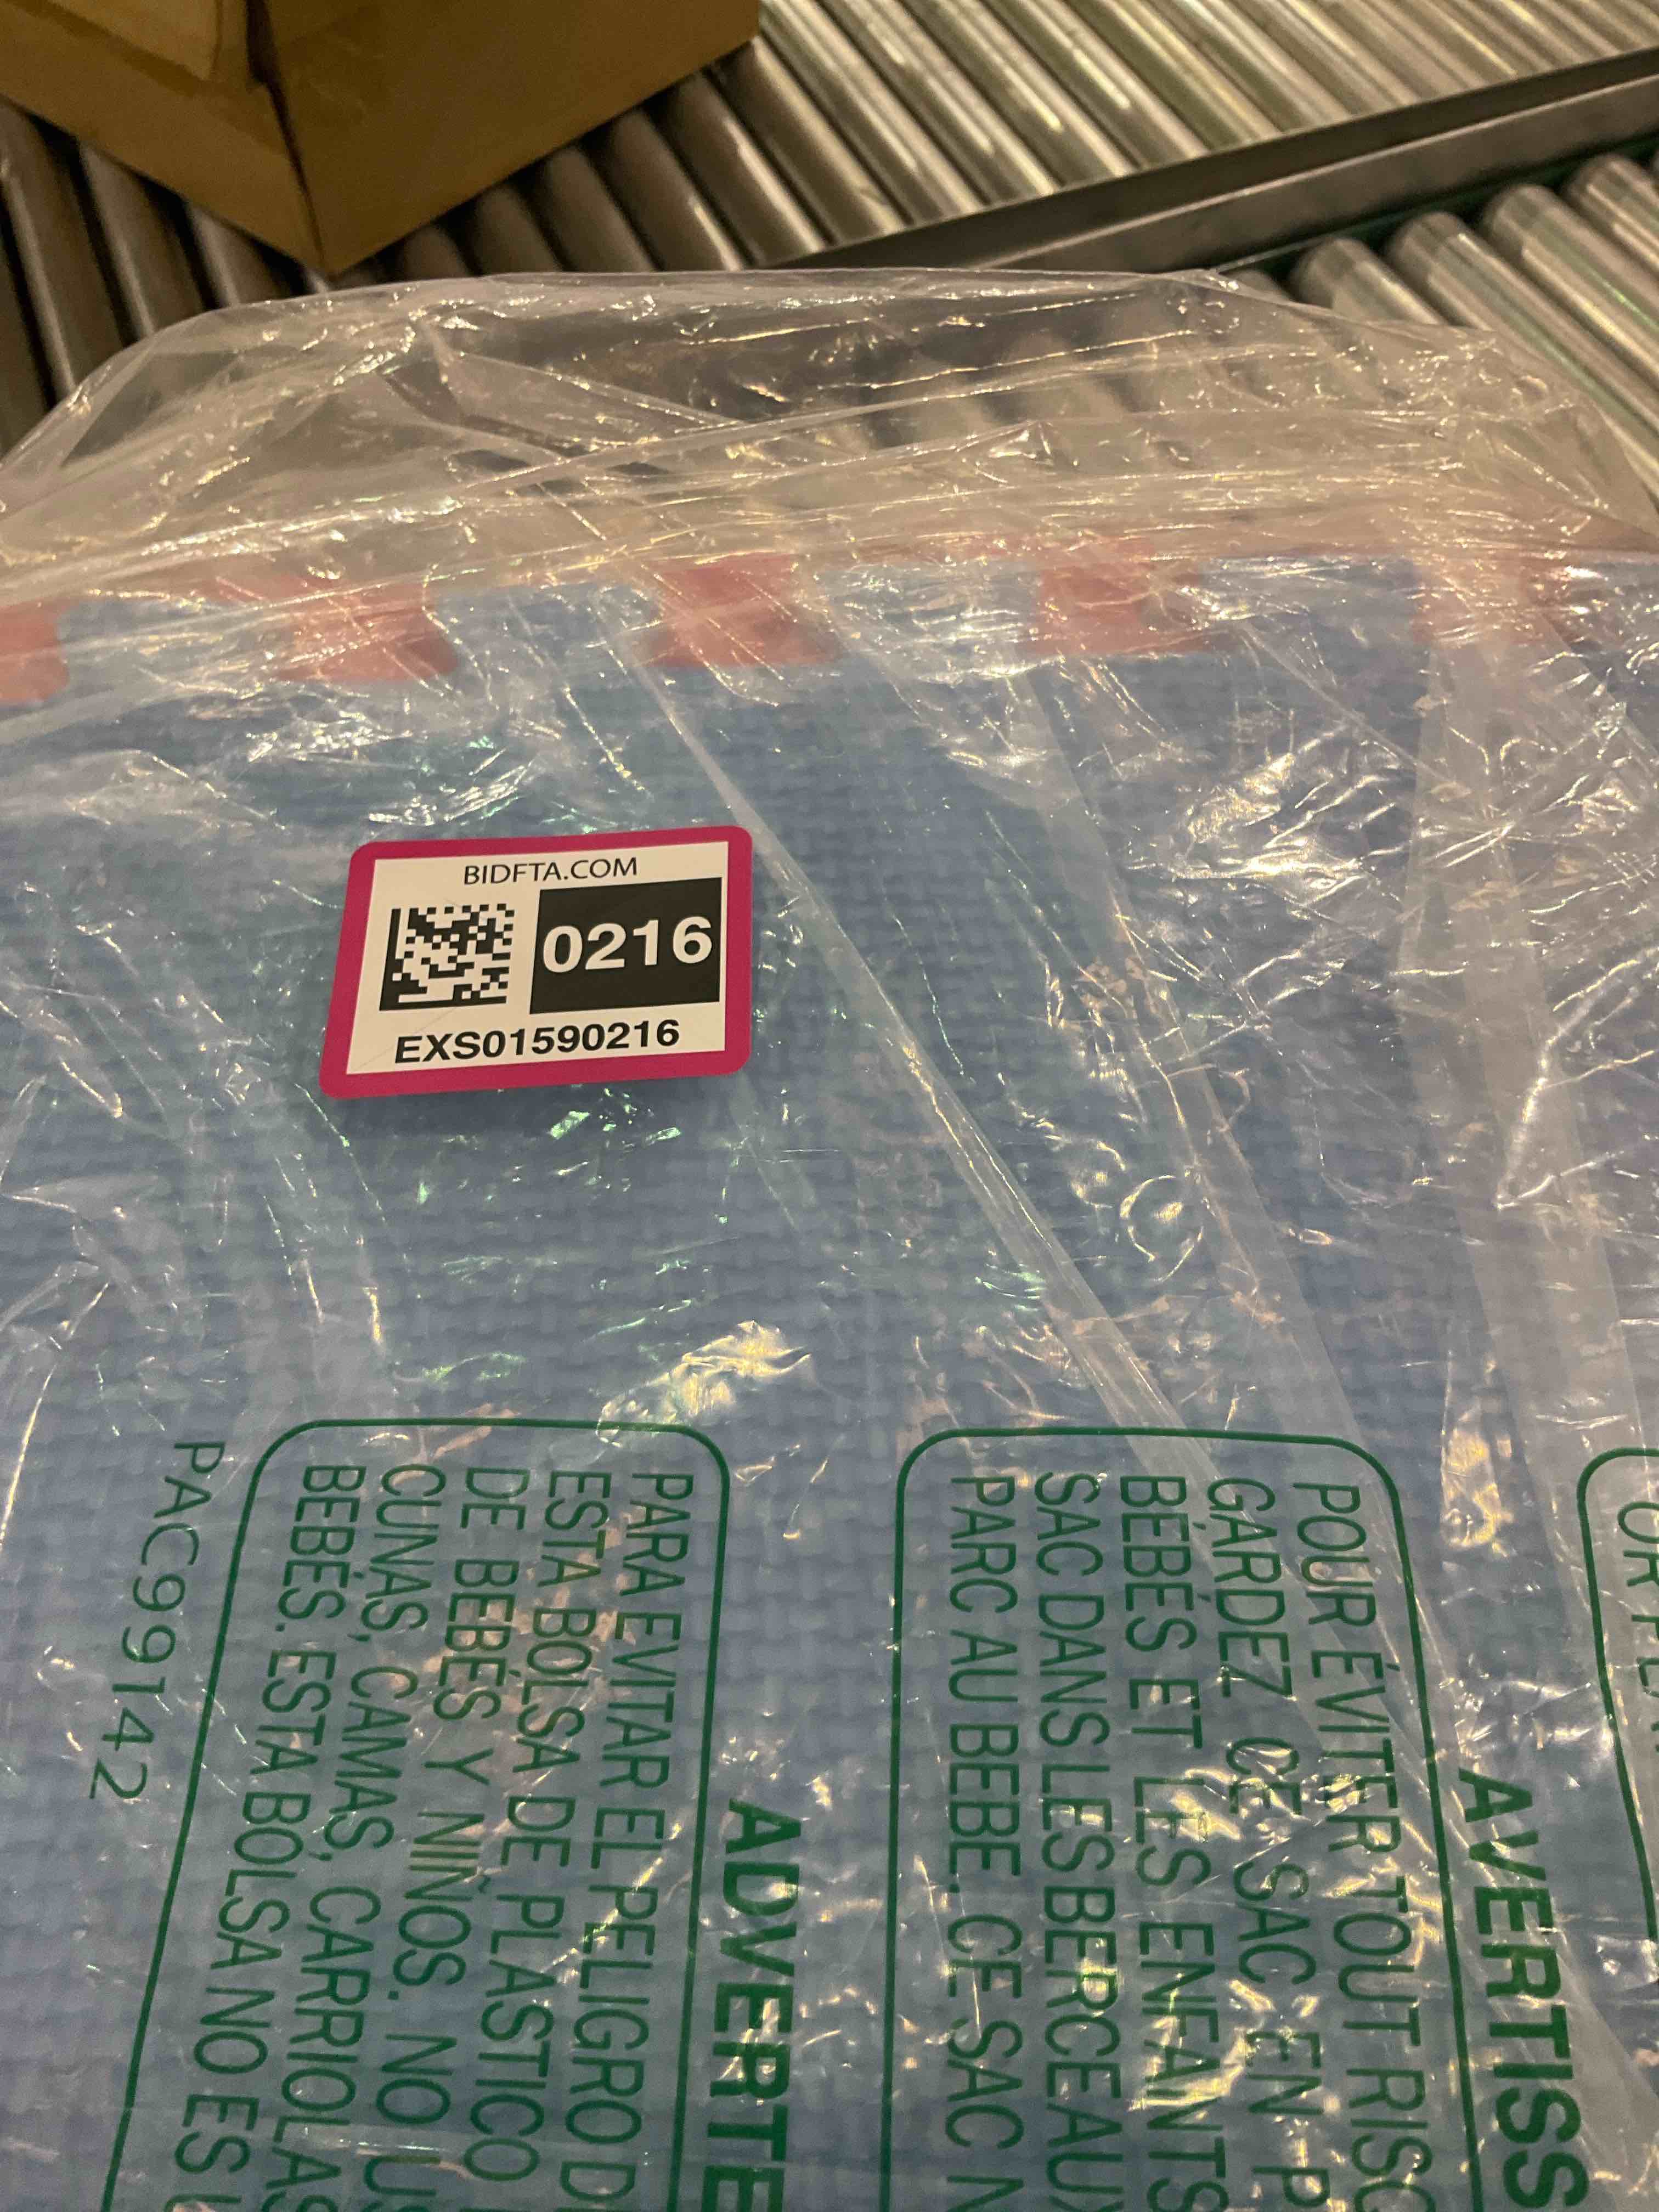 BIDFTA.COM
0216
EXS01590216
AVERTISS
POUR ÉVITER TOUT
GARDEZ CE SAC EN
BÉBÉS ET LES ENFANTS
SAC DANS LES BERCEAUX
PARC AU BEBE. CE SAC N
ADVERTE
PARA EVITAR EL PELIGRO D
ESTA BOLSA DE PLASTICO
DE BEBÉS Y NIÑOS. NO US
CUNAS, CAMAS, CARRIOLAS
BEBÉS. ESTA BOLSA NO ES
PAC99142